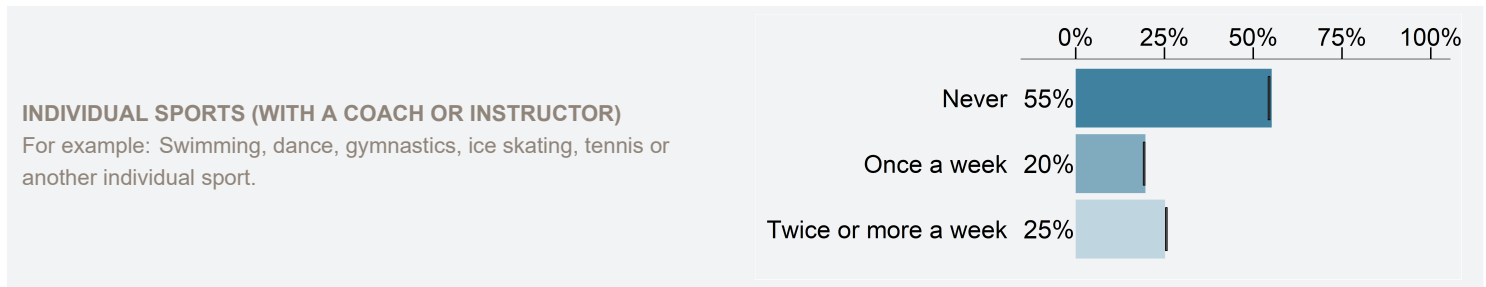 0% 25% 50% 75% 100%
Never 55%
INDIVIDUAL SPORTS (WITH A COACH OR INSTRUCTOR)
For example: Swimming, dance, gymnastics, ice skating, tennis or
another individual sport.
Once a week 20%
Twice or more a week 25%